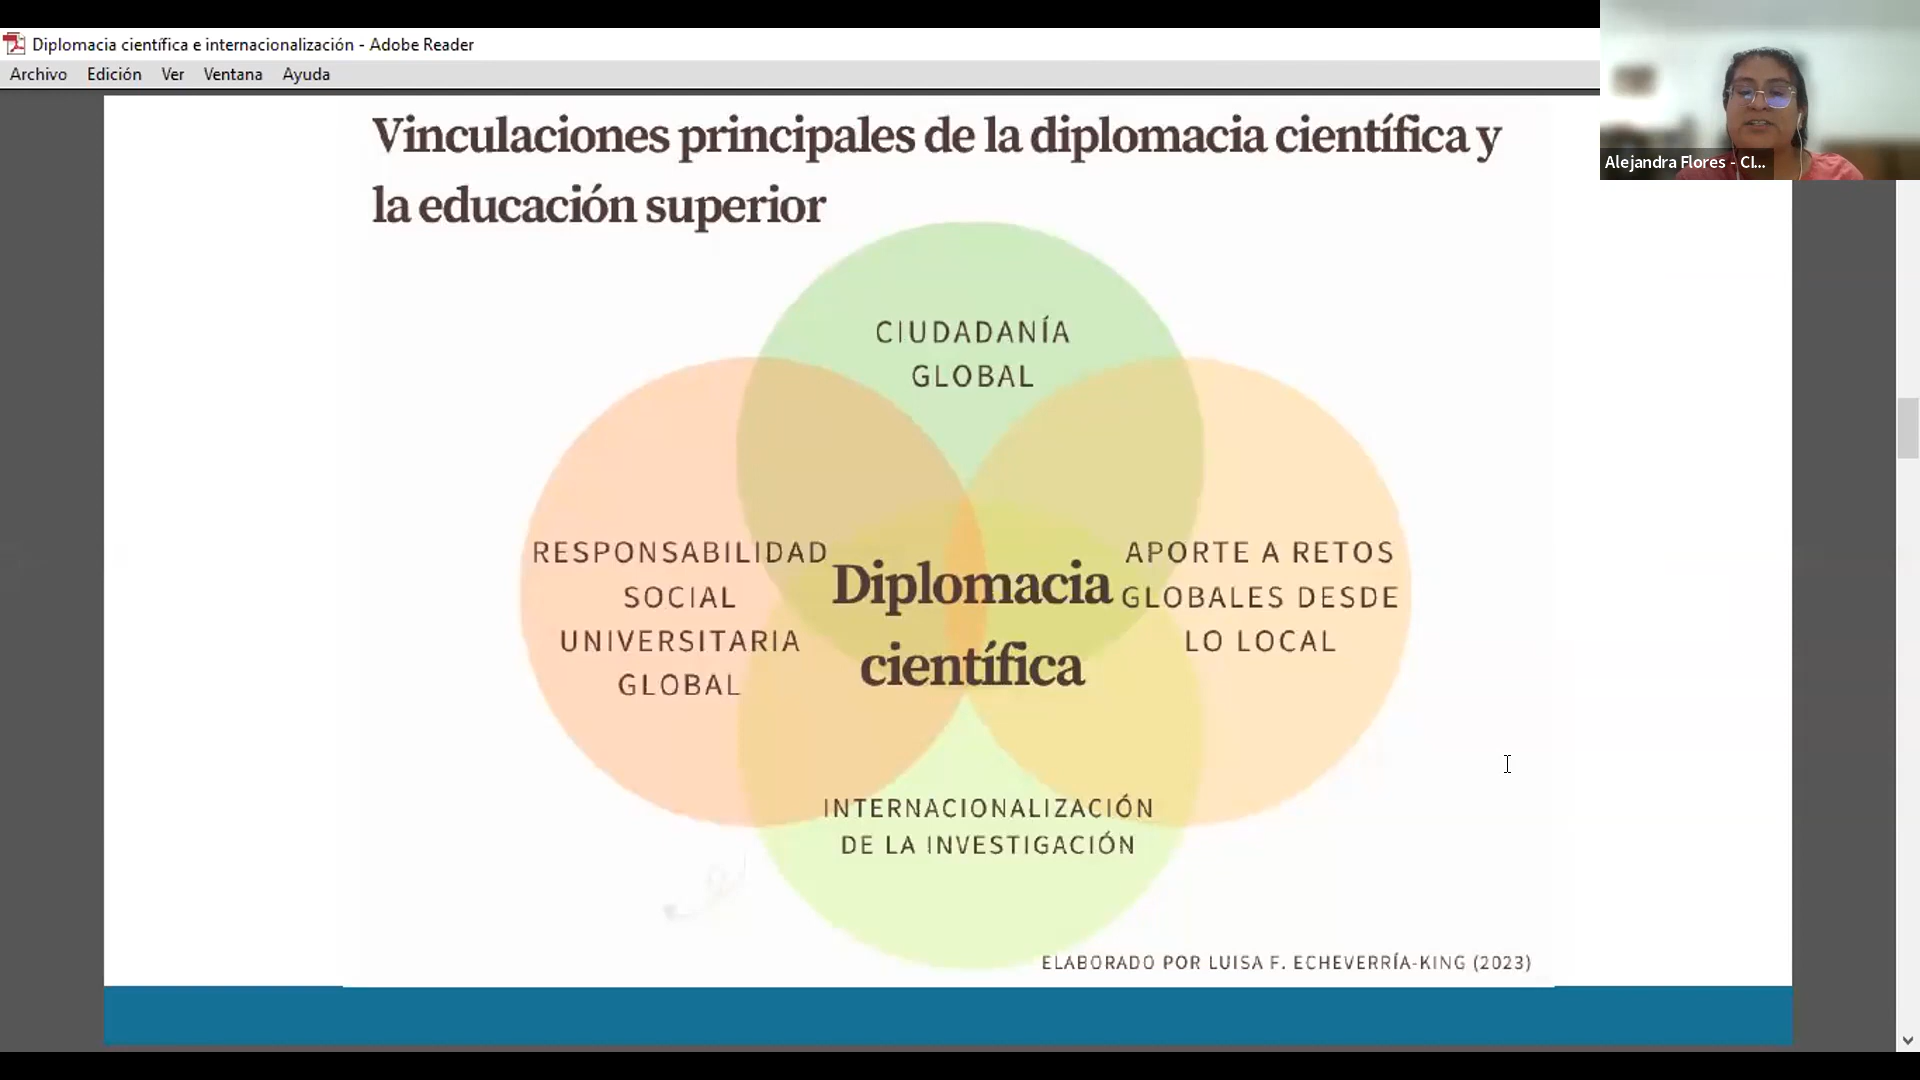 Diplomacia científica e internacionalización - Adobe Reader
Archivo Edición Ver Ventana Ayuda
Alejandra Flores - CI...
Vinculaciones principales de la diplomacia científica y
la educación superior
CIUDADANÍA
GLOBAL
RESPONSABILIDAD
SOCIAL
UNIVERSITARIA
GLOBAL
Diplomacia
científica
APORTE A RETOS
GLOBALES DESDE
LO LOCAL
INTERNACIONALIZACIÓN
DE LA INVESTIGACIÓN
ELABORADO POR LUISA F. ECHEVERRÍA-KING (2023)